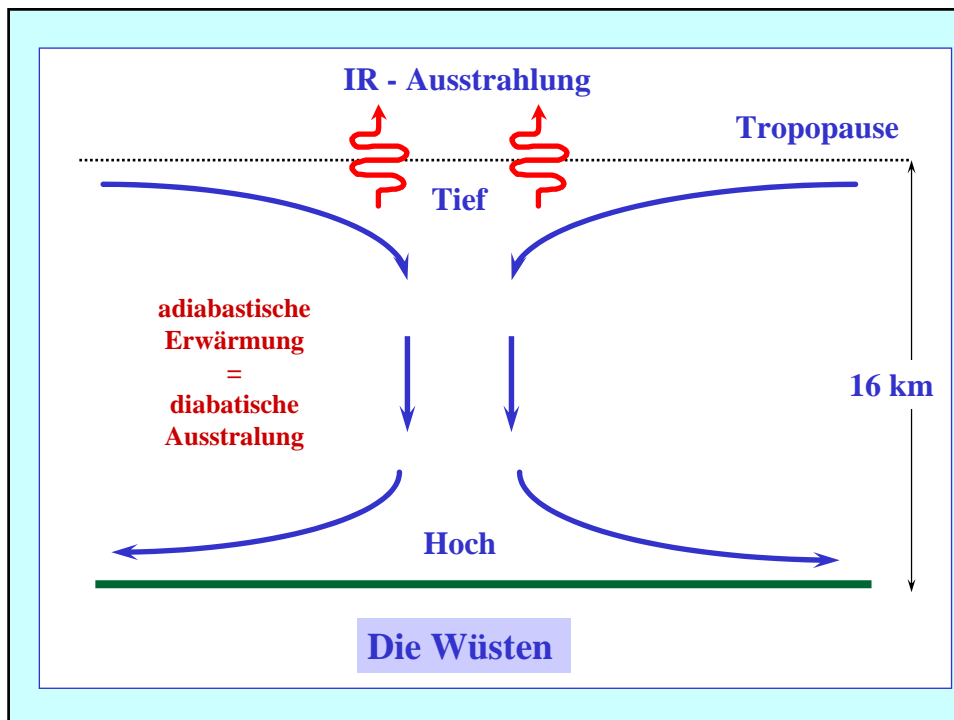 IR - Ausstrahlung
Tropopause
Tief
adiabastische
Erwärmung
=
diabatische
Ausstralung
16 km
Hoch
Die Wüsten